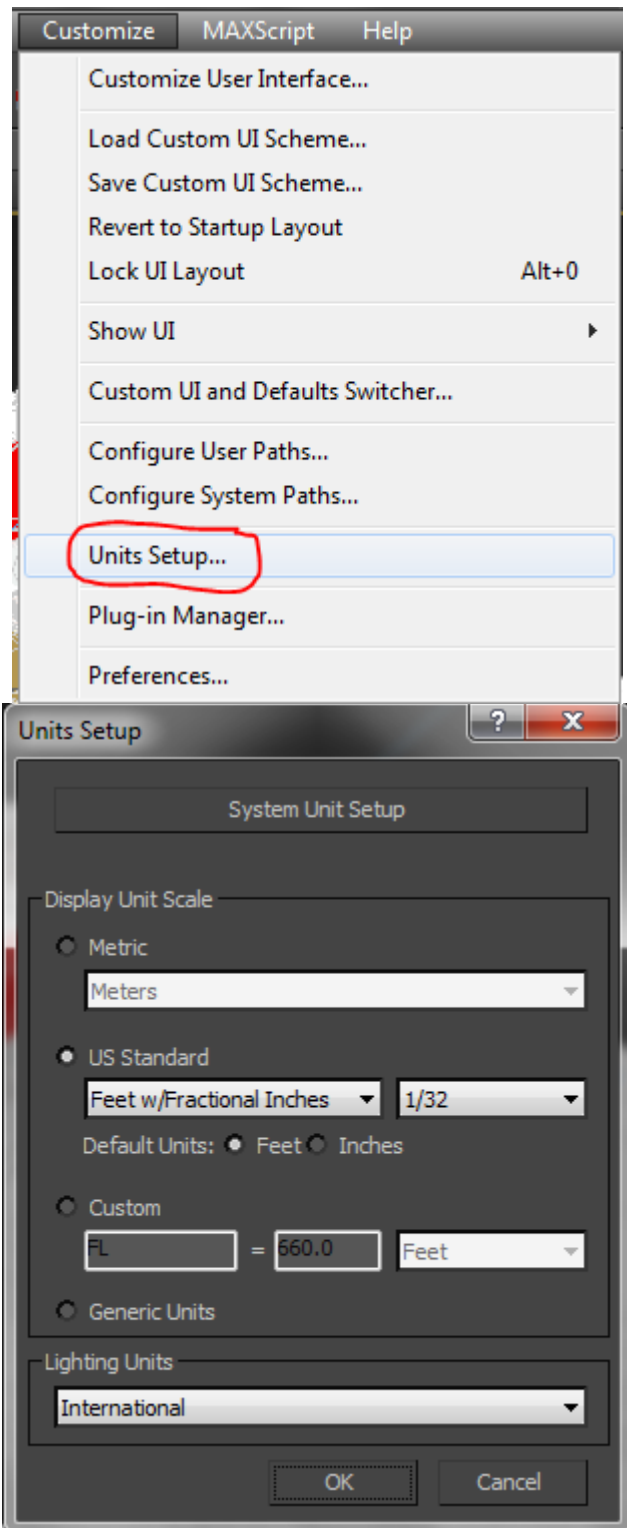 Customize MAXScript Help
Customize User Interface...
Load Custom UI Scheme...
Save Custom UI Scheme...
Revert to Startup Layout
Lock UI Layout Alt+0
Show UI
Custom UI and Defaults Switcher...
Configure User Paths...
Configure System Paths...
Units Setup...
Plug-in Manager...
Preferences...
Units Setup ? X
System Unit Setup
Display Unit Scale
Metric
Meters
US Standard
Feet w/Fractional Inches 1/32
Default Units: Feet Inches
Custom
FL = 660.0 Feet
Generic Units
Lighting Units
International
OK Cancel